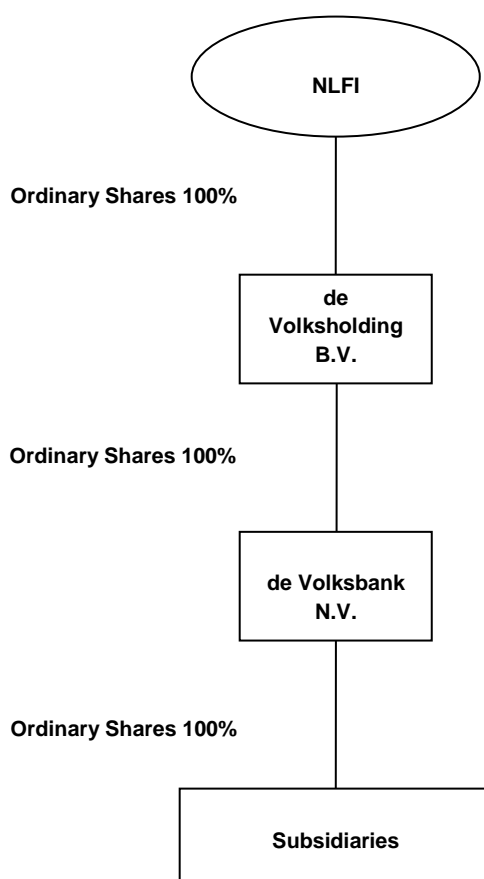 NLFI
Ordinary Shares 100%
de
Volksholding
B.V.
Ordinary Shares 100%
de Volksbank
N.V.
Ordinary Shares 100%
Subsidiaries